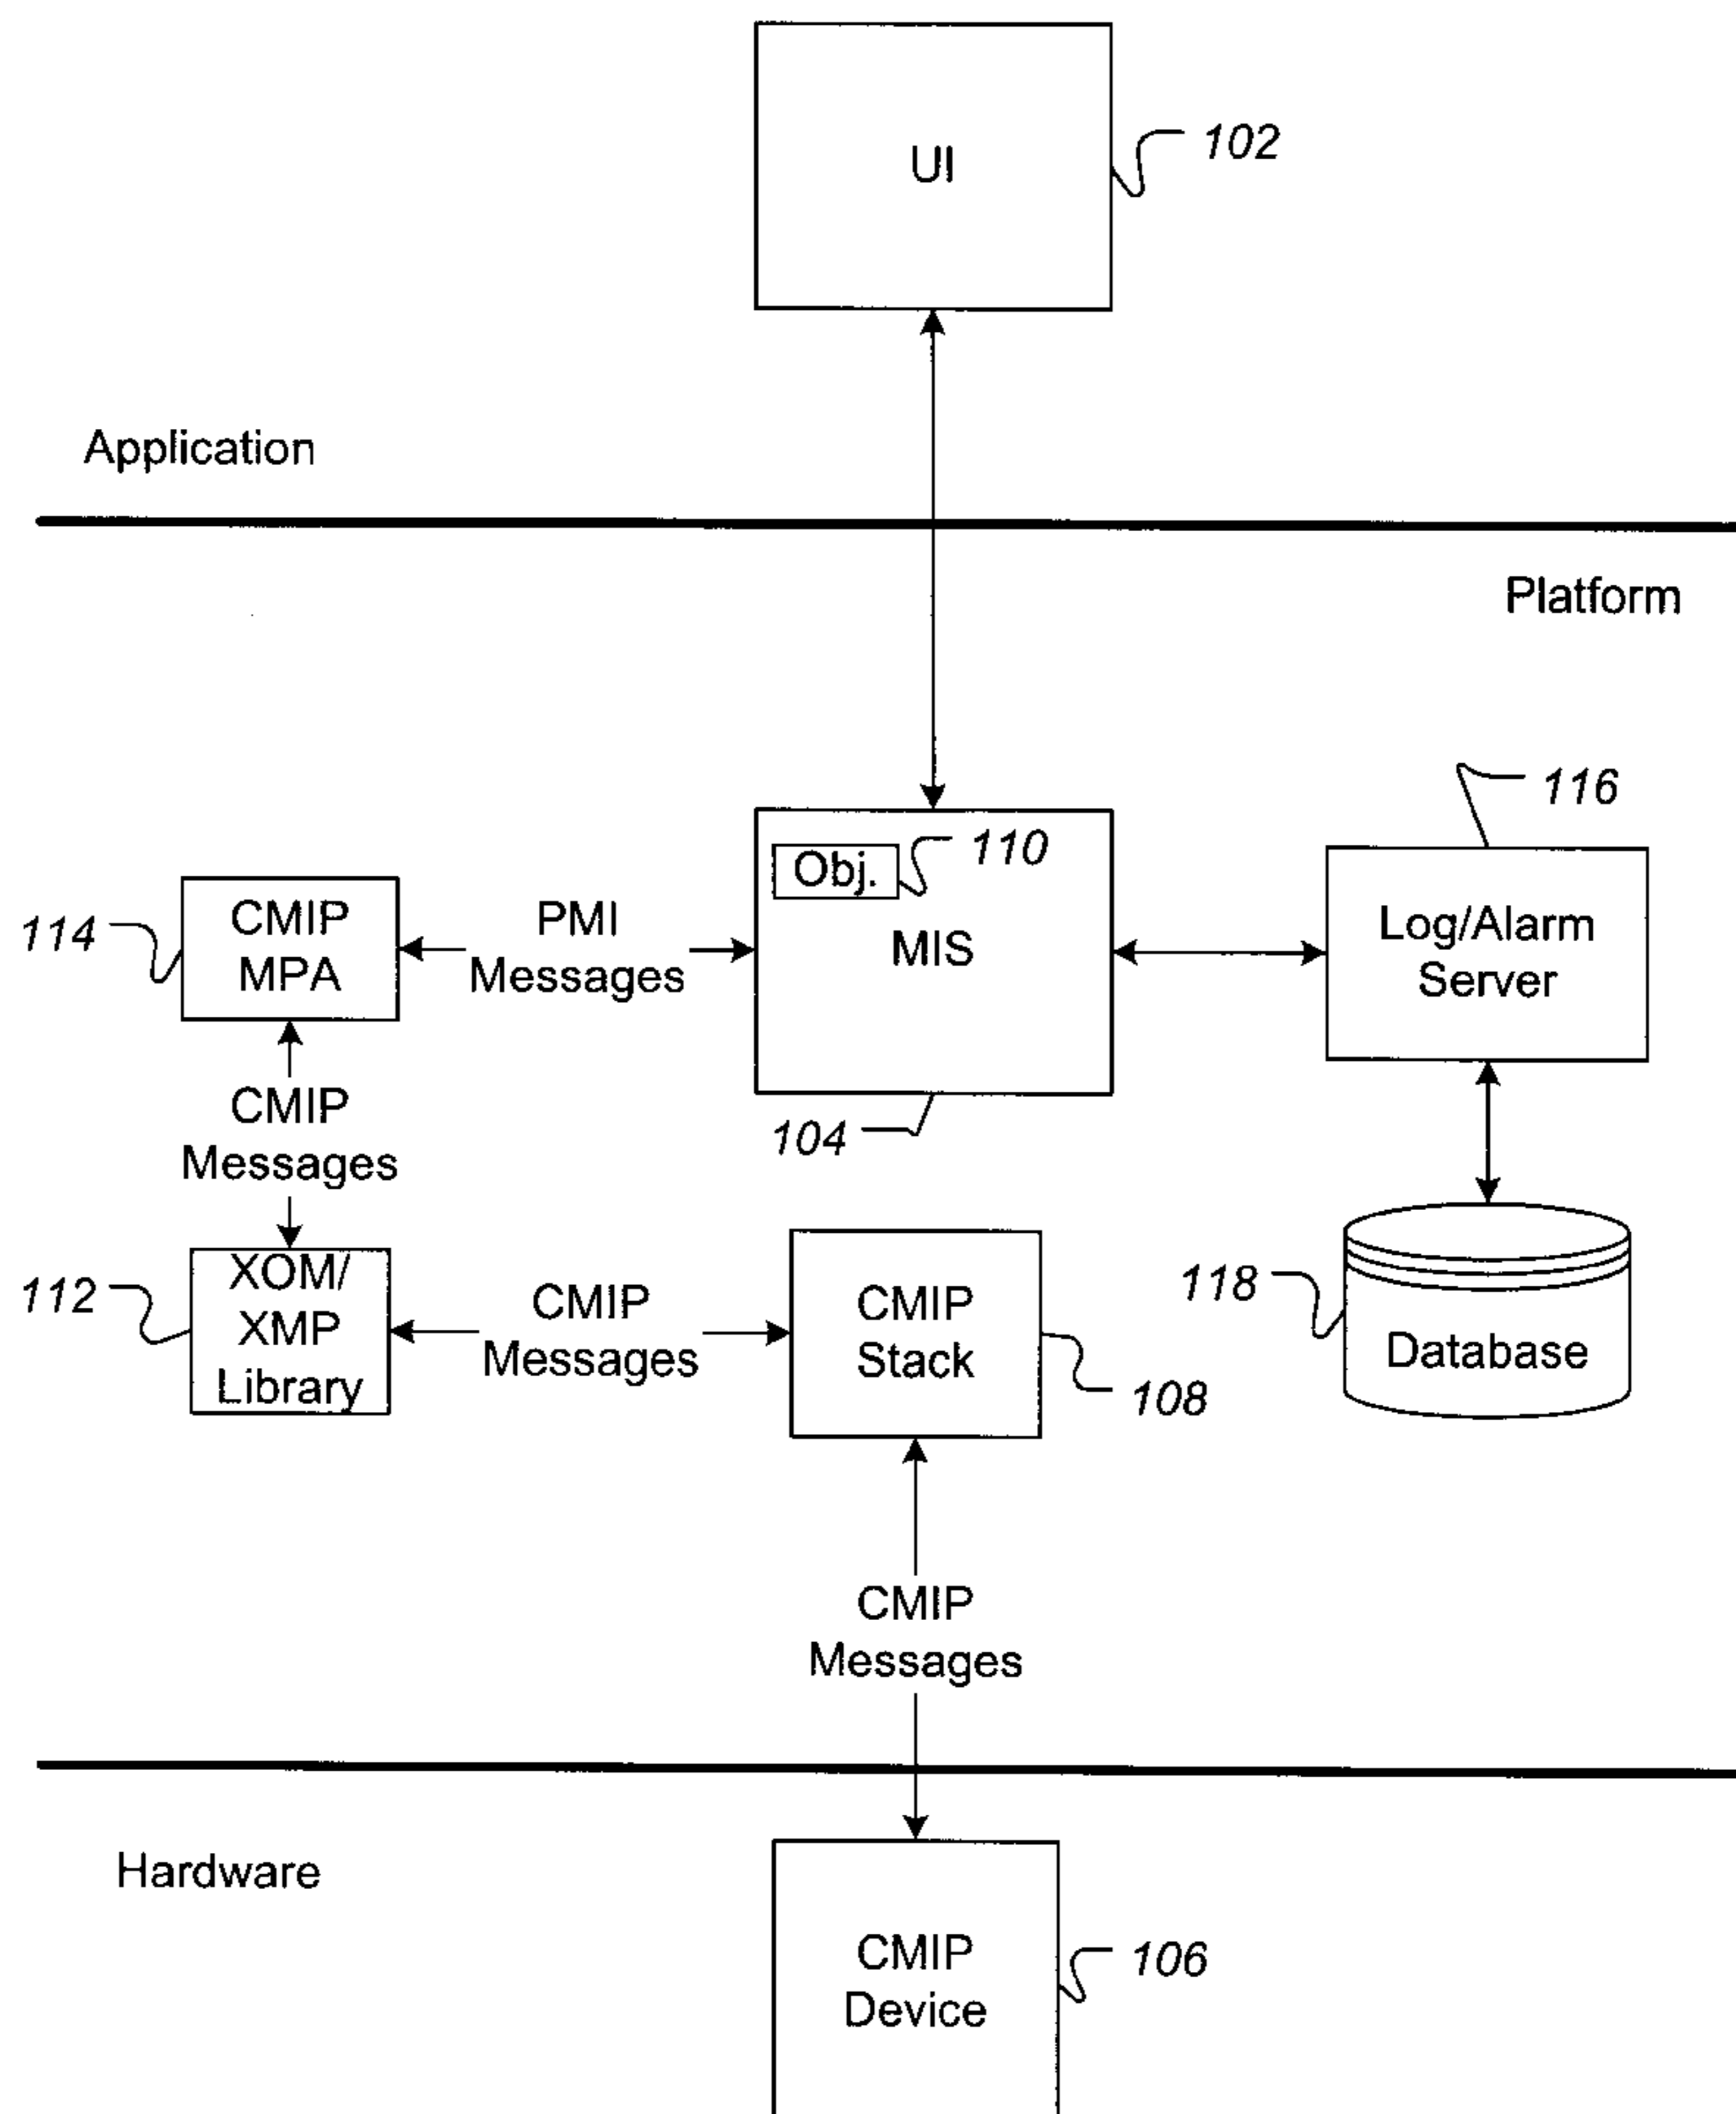 UI
102
Application
Platform
116
Obj.
110
CMIP
MPA
114
PMI
Messages
MIS
Log/Alarm
Server
104
CMIP
Messages
XOM/
XMP
Library
112
CMIP
Messages
CMIP
Stack
108
118
Database
CMIP
Messages
Hardware
CMIP
Device
106